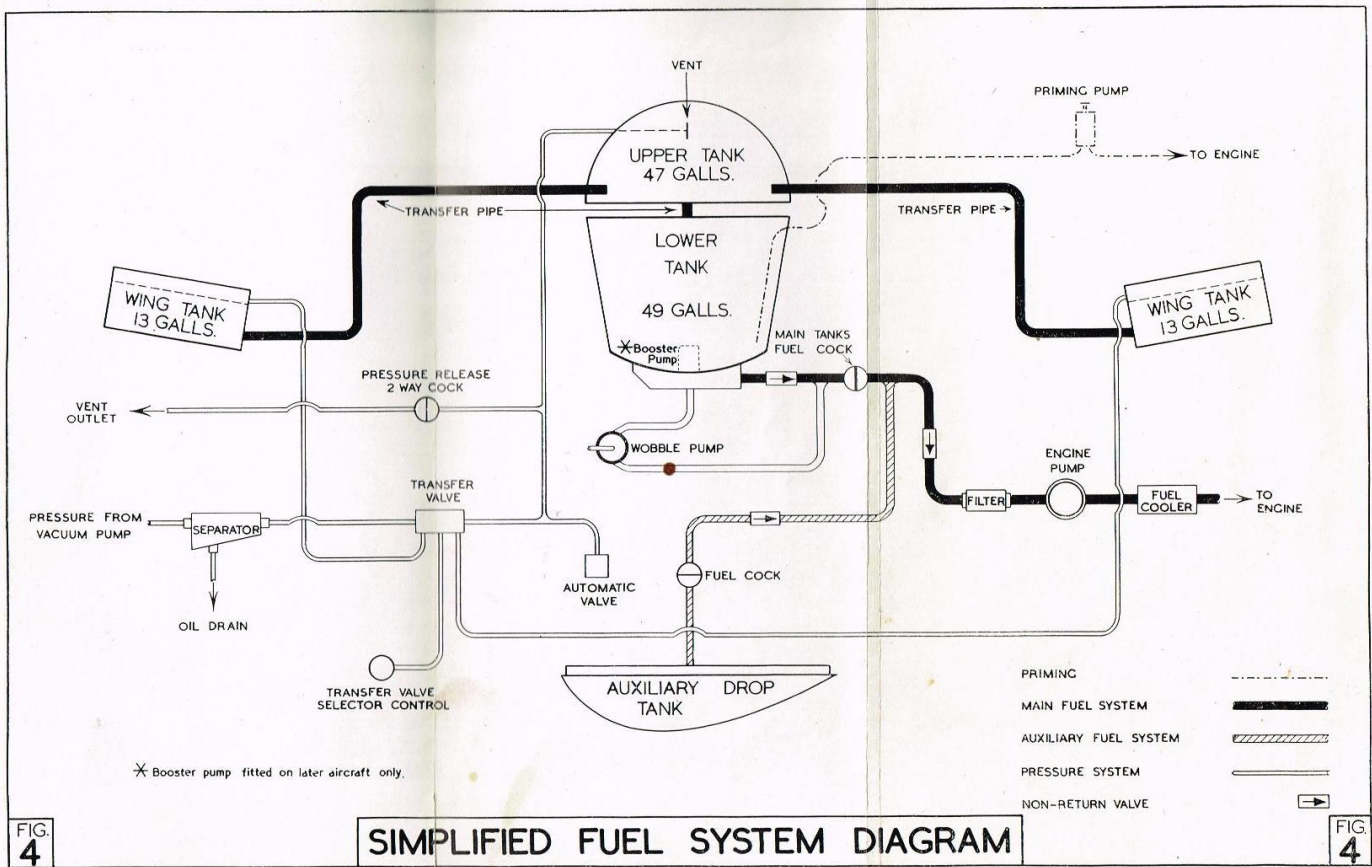 VENT
PRIMING PUMP
TO ENGINE
UPPER TANK
47 GALLS.
TRANSFER PIPE
TRANSFER PIPE
LOWER
TANK
49 GALLS.
WING TANK
13 GALLS.
WING TANK
13 GALLS.
* Booster
Pump
MAIN TANKS
FUEL COCK
PRESSURE RELEASE
2 WAY COCK
VENT
OUTLET
WOBBLE PUMP
ENGINE
PUMP
TRANSFER
VALVE
FILTER
FUEL
COOLER
TO
ENGINE
PRESSURE FROM
VACUUM PUMP
SEPARATOR
FUEL COCK
AUTOMATIC
VALVE
OIL DRAIN
TRANSFER VALVE
SELECTOR CONTROL
AUXILIARY DROP
TANK
PRIMING
MAIN FUEL SYSTEM
AUXILIARY FUEL SYSTEM
PRESSURE SYSTEM
NON-RETURN VALVE
* Booster pump fitted on later aircraft only.
FIG.
4
SIMPLIFIED FUEL SYSTEM DIAGRAM
FIG.
4